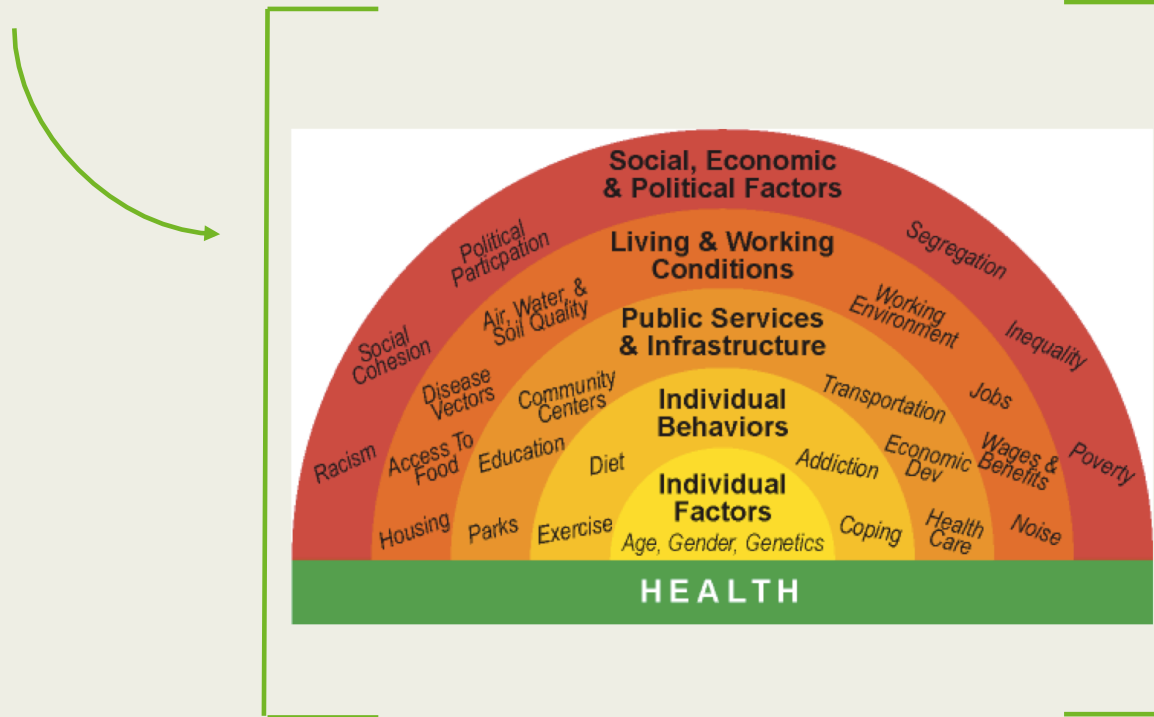 Social, Economic
& Political Factors
Political
Particpation
Segregation
Social
Cohesion
Inequality
Racism
Poverty
Living & Working
Conditions
Air, Water, &
Soil Quality
Working
Environment
Disease
Vectors
Jobs
Access To
Food
Wages &
Benefits
Housing
Noise
Public Services
& Infrastructure
Community
Centers
Transportation
Education
Economic
Dev
Parks
Health
Care
Individual
Behaviors
Diet
Addiction
Exercise
Coping
Individual
Factors
Age, Gender, Genetics
HEALTH